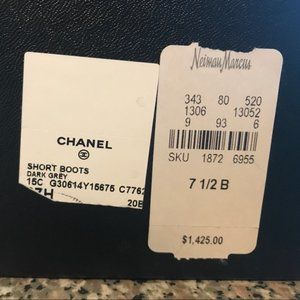 CHANEL
SHORT BOOTS
DARK GREY
15C G30614Y15675 C7762
20B
Neiman Marcus
343 80 520
1306 13052
9 93 6
SKU 1872 6955
7 1/2 B
$1,425.00